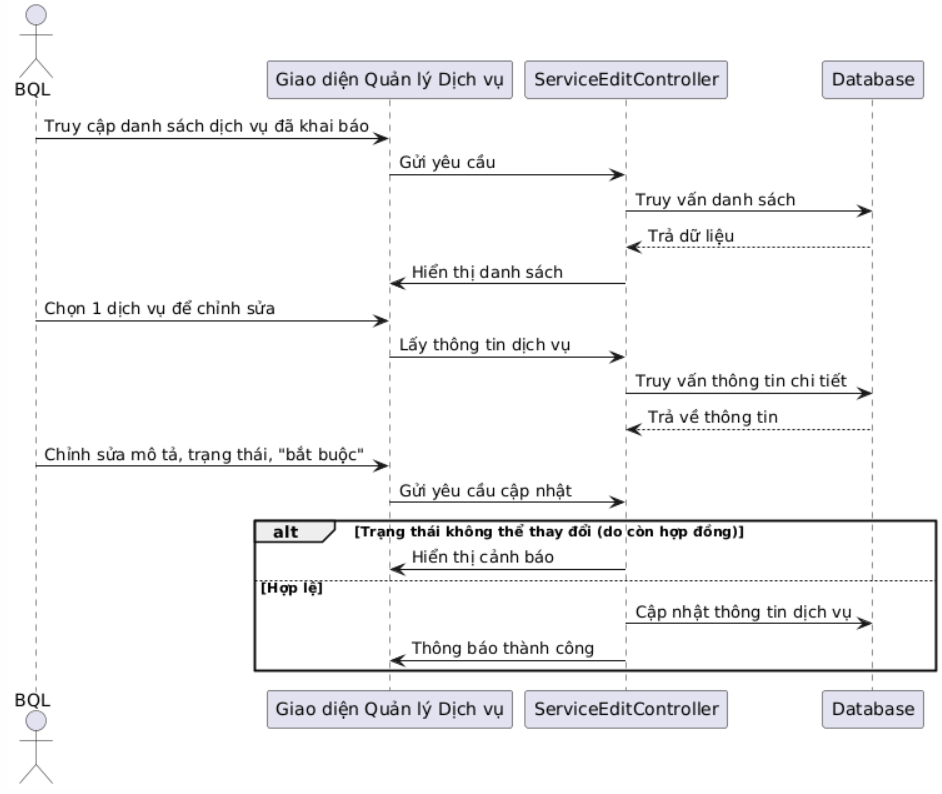 BQL
Giao diện Quản lý Dịch vụ
ServiceEditController
Database
Truy cập danh sách dịch vụ đã khai báo
Gửi yêu cầu
Truy vấn danh sách
Trả dữ liệu
Hiển thị danh sách
Chọn 1 dịch vụ để chỉnh sửa
Lấy thông tin dịch vụ
Truy vấn thông tin chi tiết
Trả về thông tin
Chỉnh sửa mô tả, trạng thái, "bắt buộc"
Gửi yêu cầu cập nhật
alt [Trạng thái không thể thay đổi (do còn hợp đồng)]
Hiển thị cảnh báo
[Hợp lệ]
Cập nhật thông tin dịch vụ
Thông báo thành công
BQL
Giao diện Quản lý Dịch vụ
ServiceEditController
Database